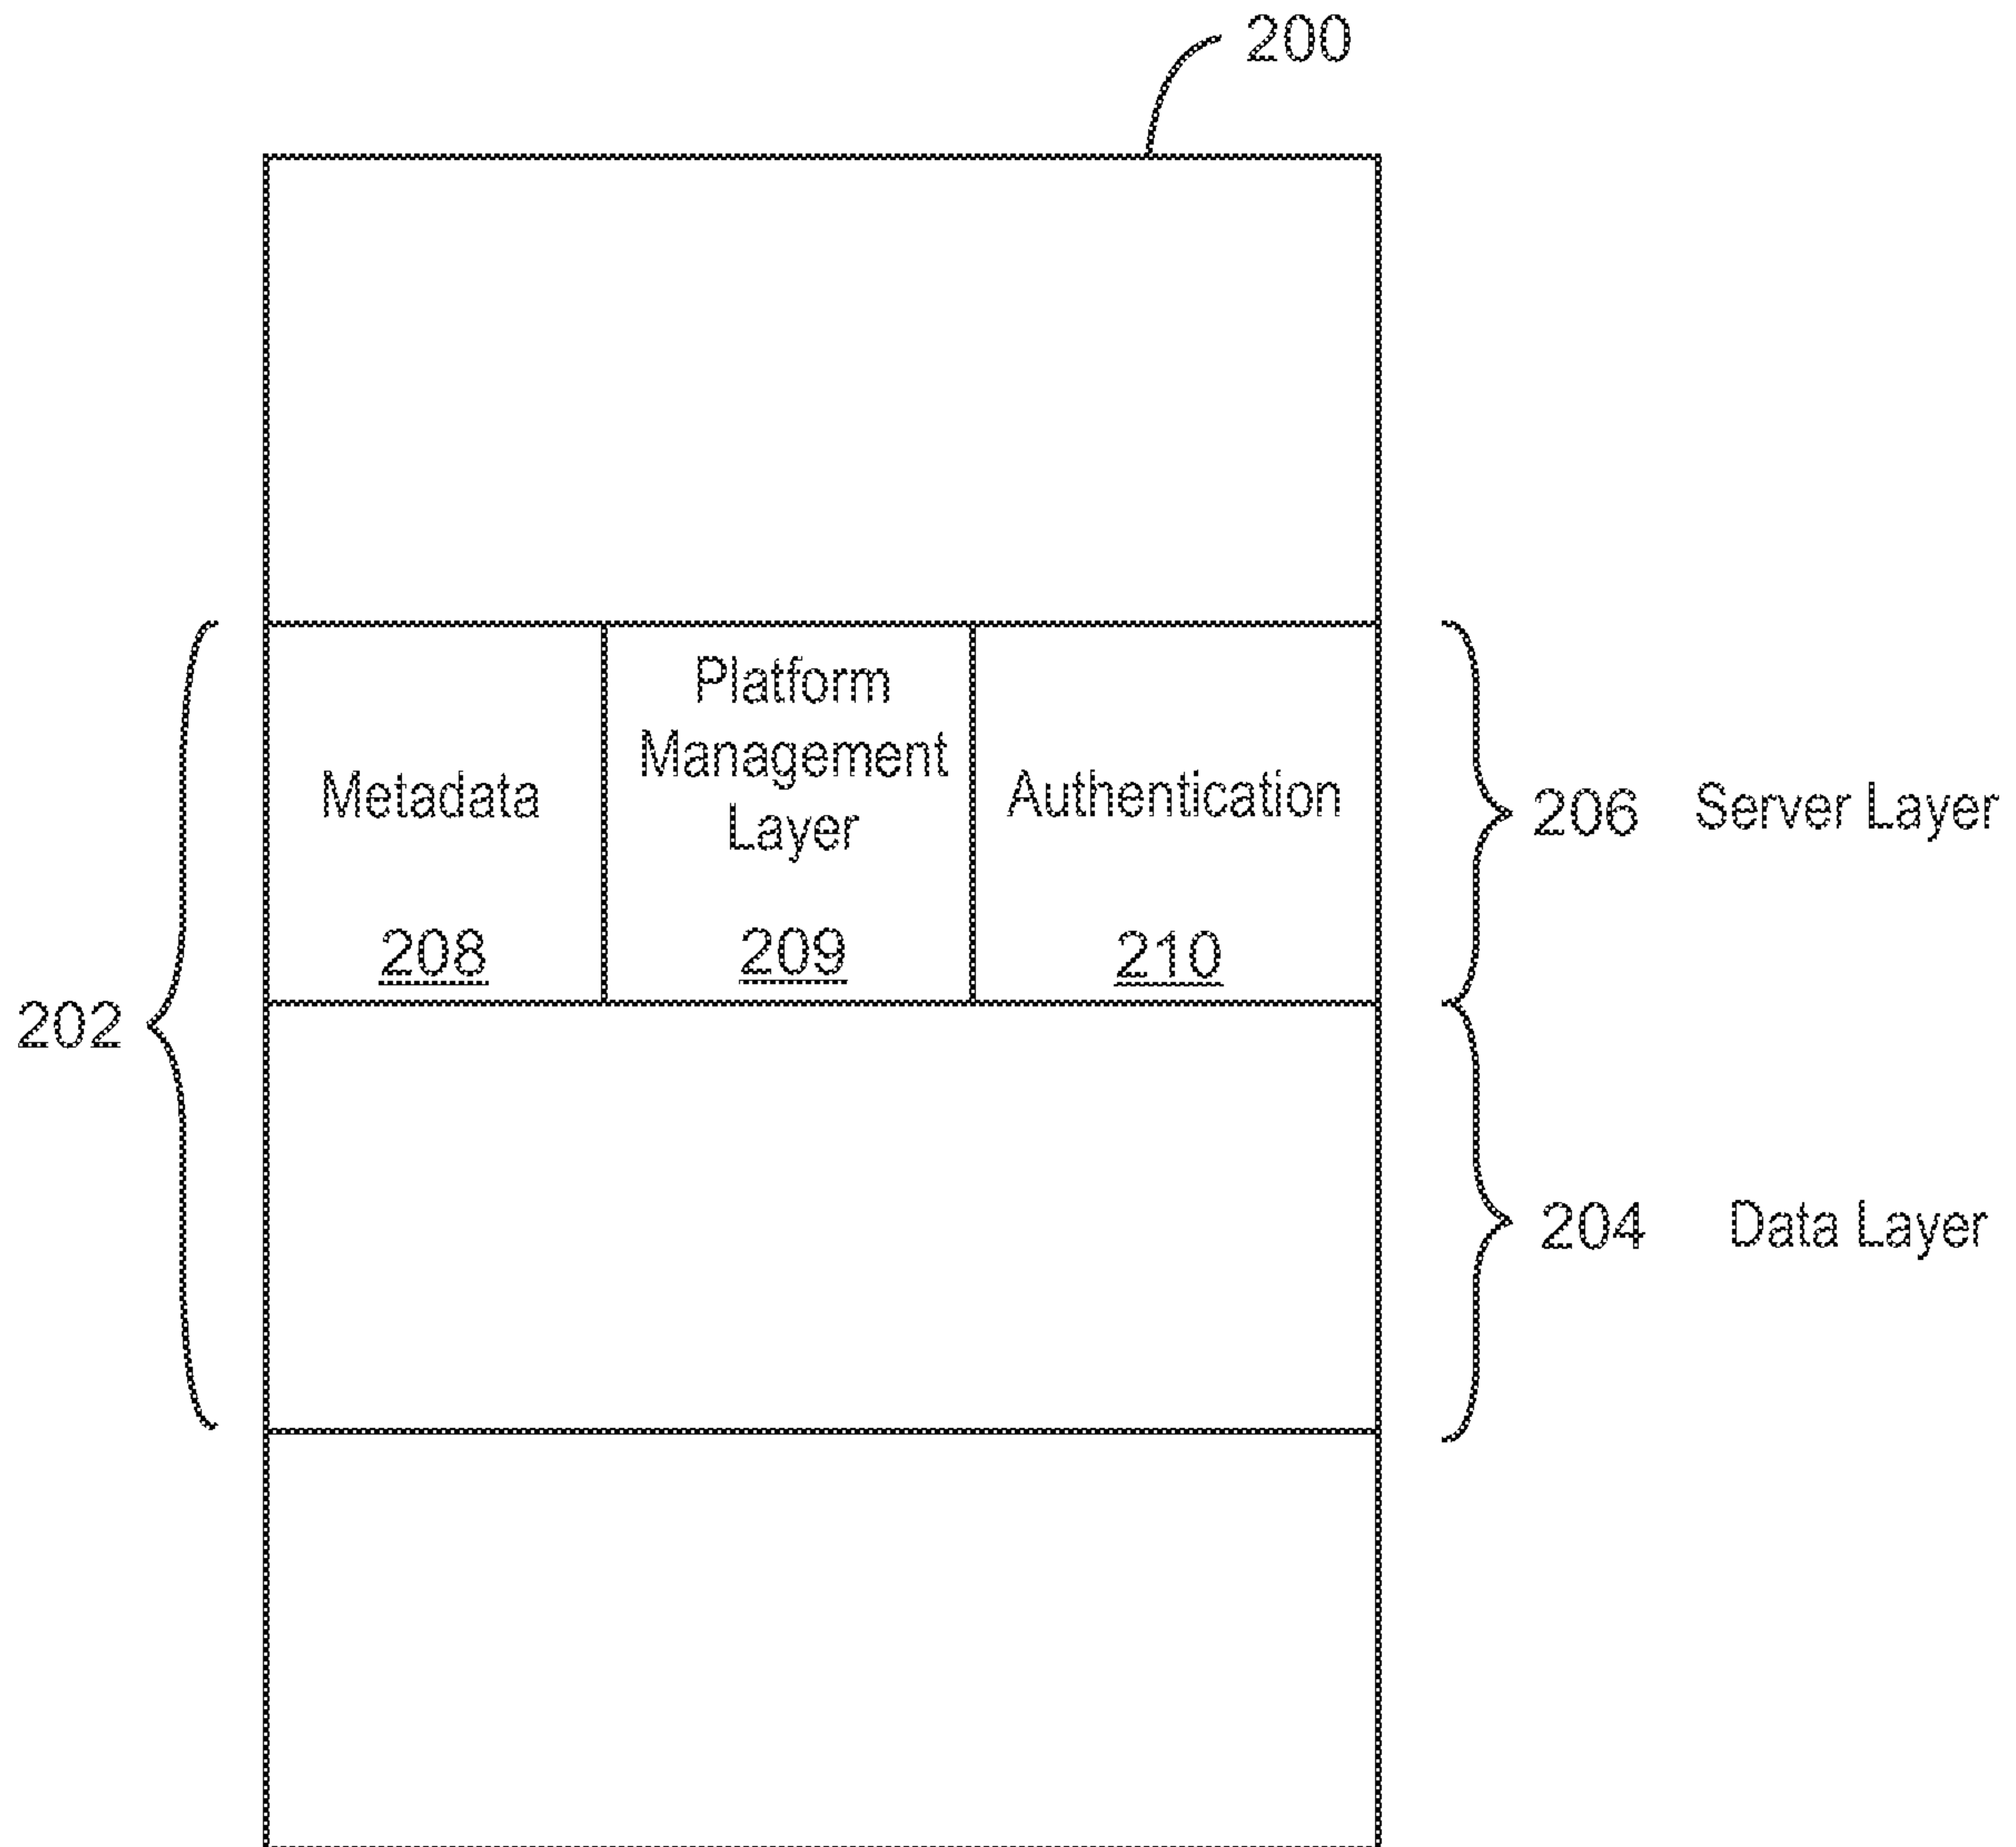 200
Platform
Management
Layer
Metadata
Authentication
208
209
210
206 Server Layer
202
204 Data Layer